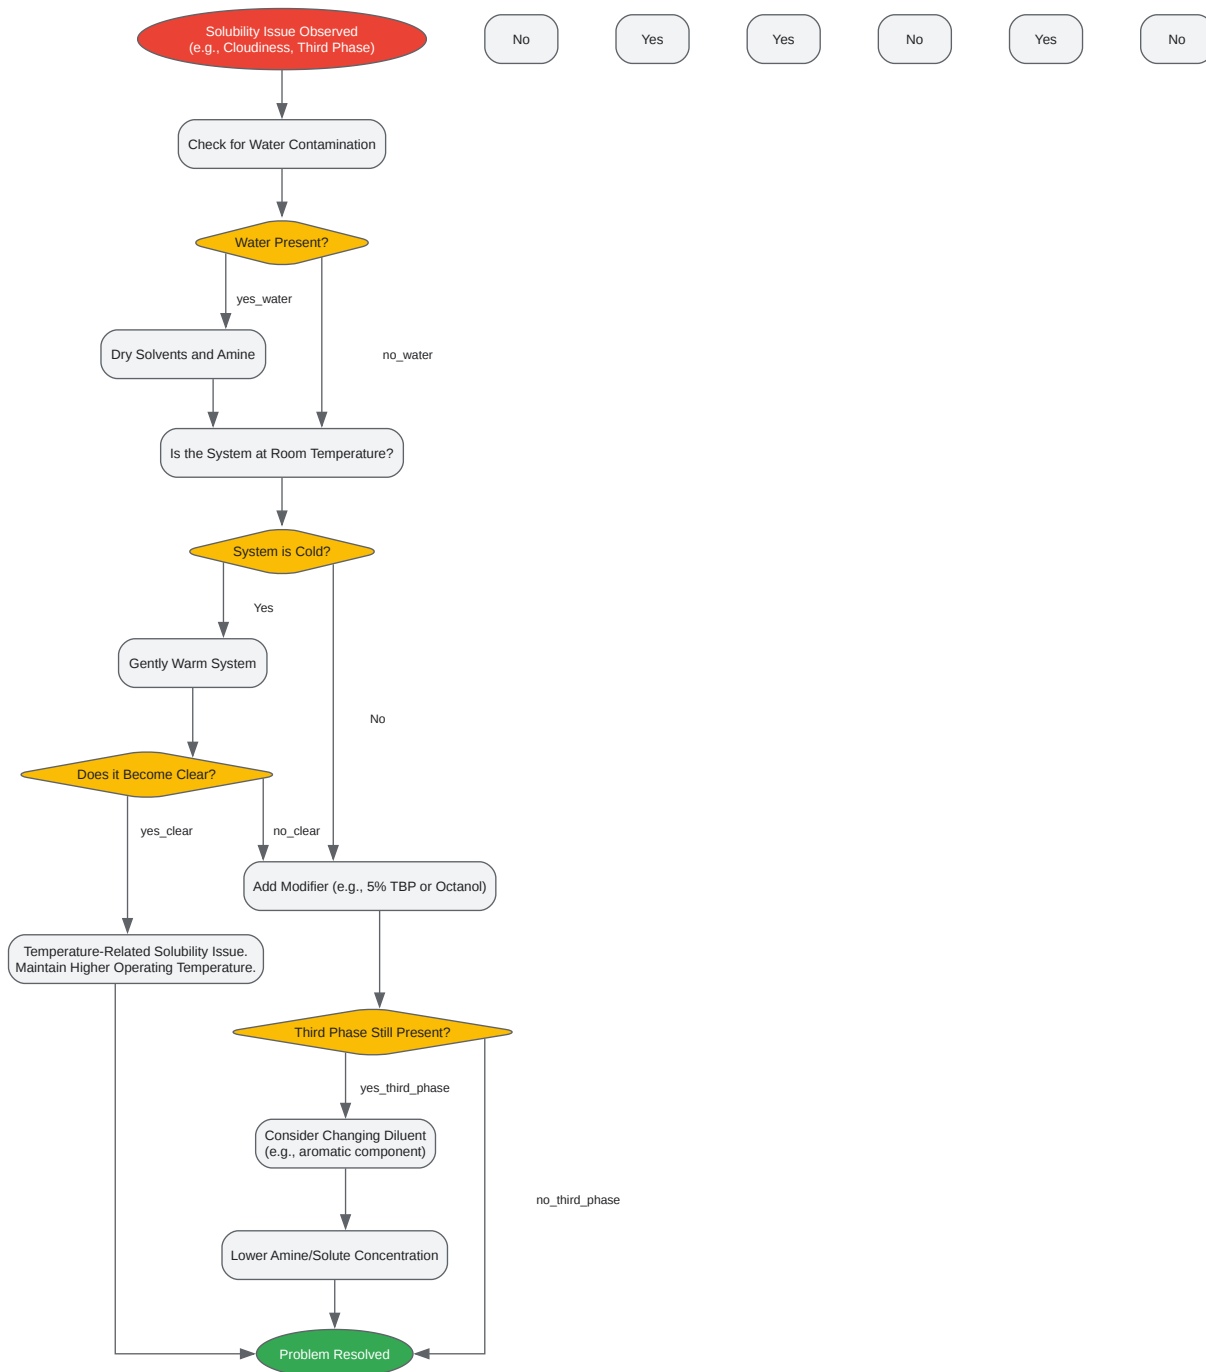 Solubility Issue Observed
(e.g., Cloudiness, Third Phase)
No
Yes
Yes
No
Yes
No
Check for Water Contamination
Water Present?
yes_water
Dry Solvents and Amine
no_water
Is the System at Room Temperature?
System is Cold?
Yes
Gently Warm System
No
Does it Become Clear?
yes_clear
no_clear
Add Modifier (e.g., 5% TBP or Octanol)
Temperature-Related Solubility Issue.
Maintain Higher Operating Temperature.
Third Phase Still Present?
yes_third_phase
Consider Changing Diluent
(e.g., aromatic component)
no_third_phase
Lower Amine/Solute Concentration
Problem Resolved